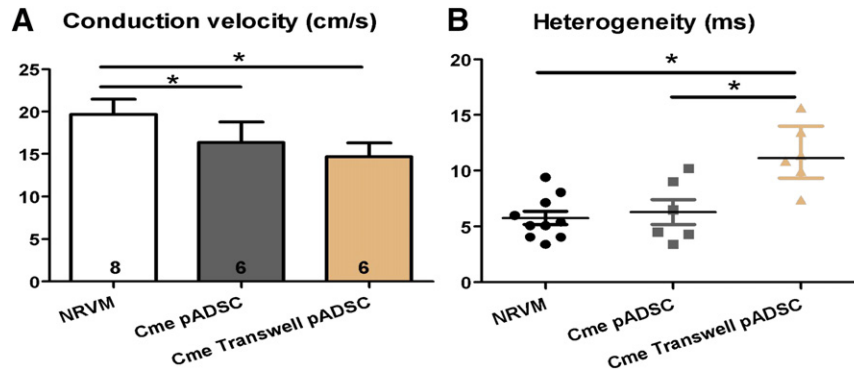 A Conduction velocity (cm/s)
*
*
25
20
15
10
5
0
8
6
6
NRVM
Cme pADSC
Cme Transwell pADSC
B Heterogeneity (ms)
*
*
20
15
10
5
0
NRVM
Cme pADSC
Cme Transwell pADSC